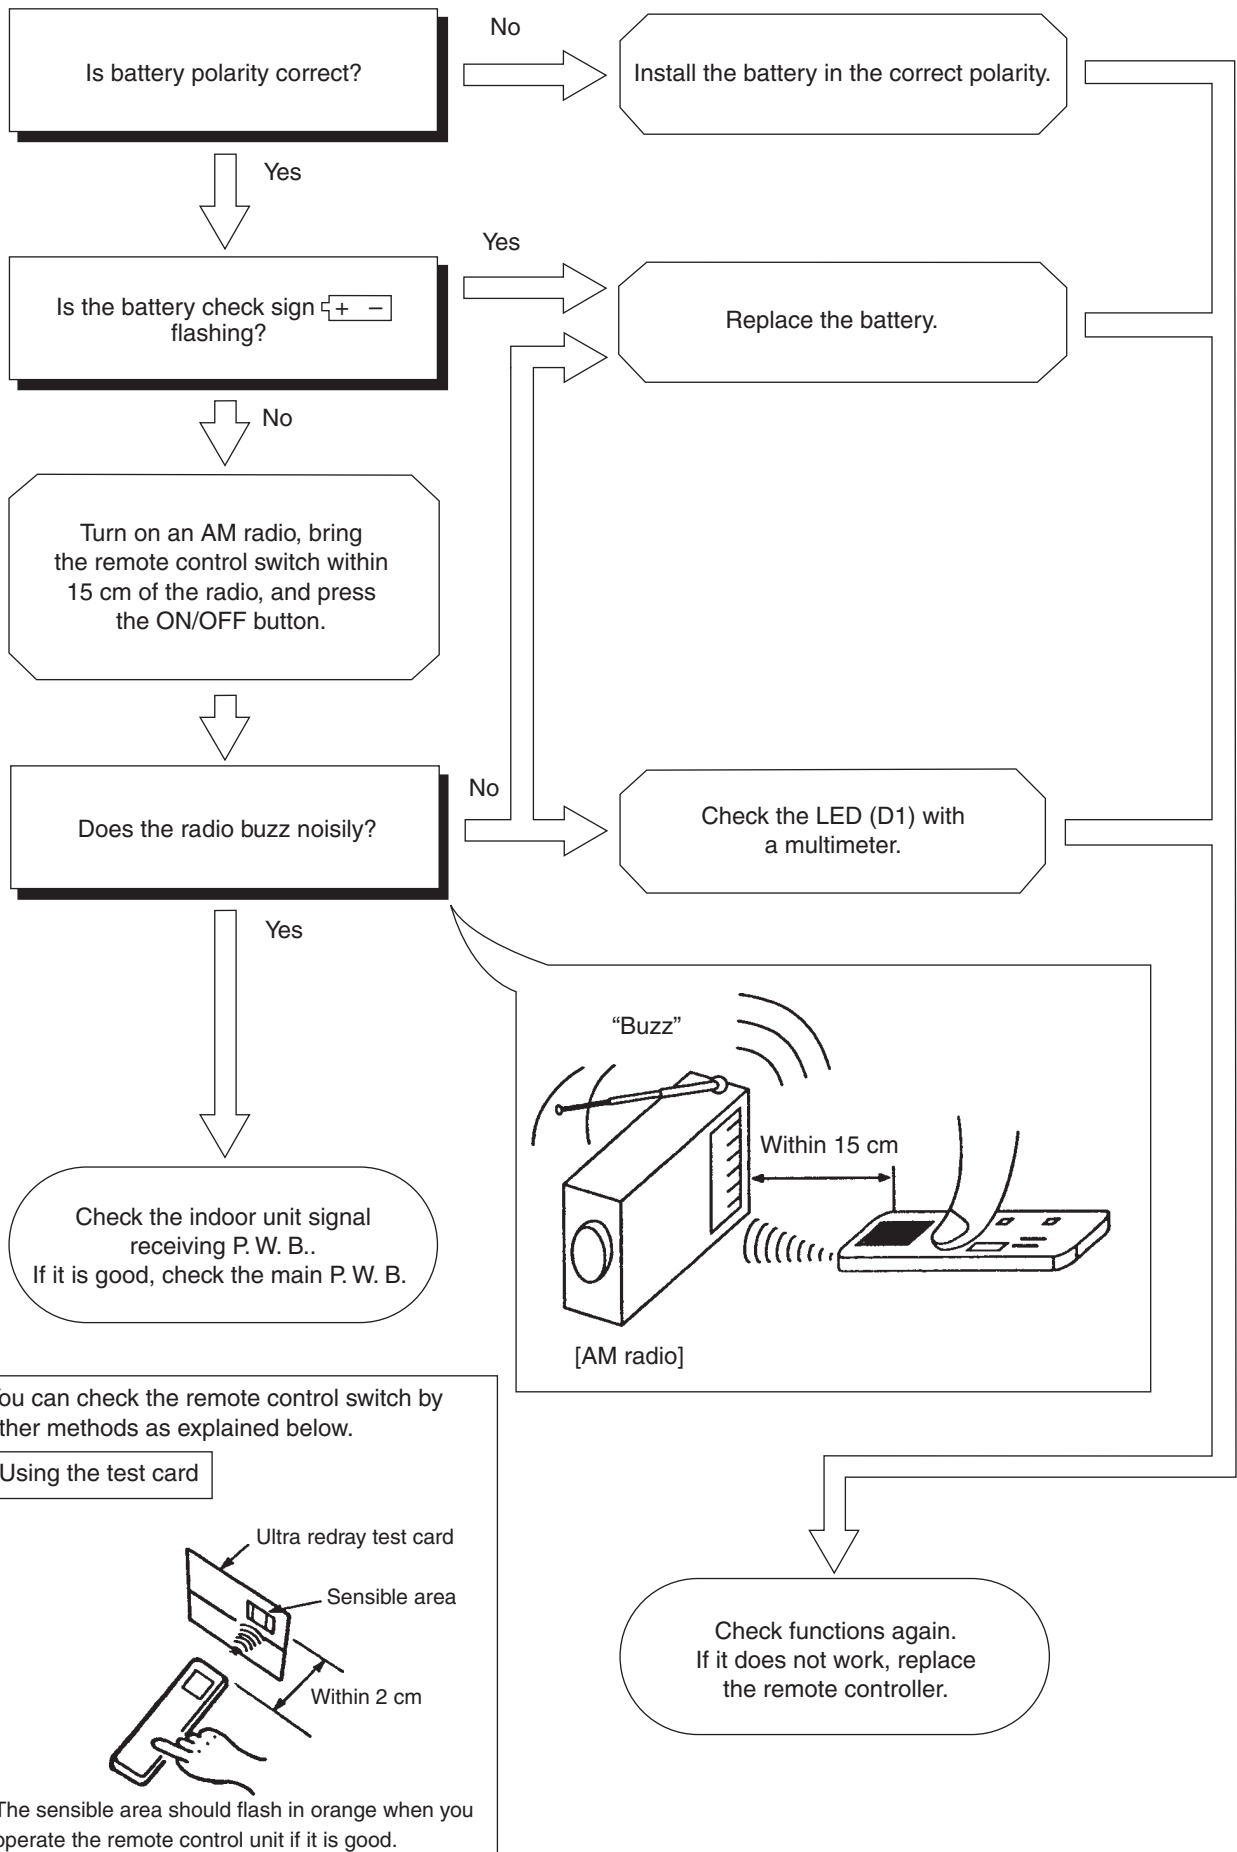 Is battery polarity correct?
No
Install the battery in the correct polarity.
Yes
Is the battery check sign + −
flashing?
Yes
Replace the battery.
No
Turn on an AM radio, bring
the remote control switch within
15 cm of the radio, and press
the ON/OFF button.
Does the radio buzz noisily?
No
Check the LED (D1) with
a multimeter.
Yes
Check the indoor unit signal
receiving P. W. B..
If it is good, check the main P. W. B.
“Buzz”
Within 15 cm
[AM radio]
You can check the remote control switch by
other methods as explained below.
Using the test card
Ultra redray test card
Sensible area
Within 2 cm
The sensible area should flash in orange when you
operate the remote control unit if it is good.
Check functions again.
If it does not work, replace
the remote controller.